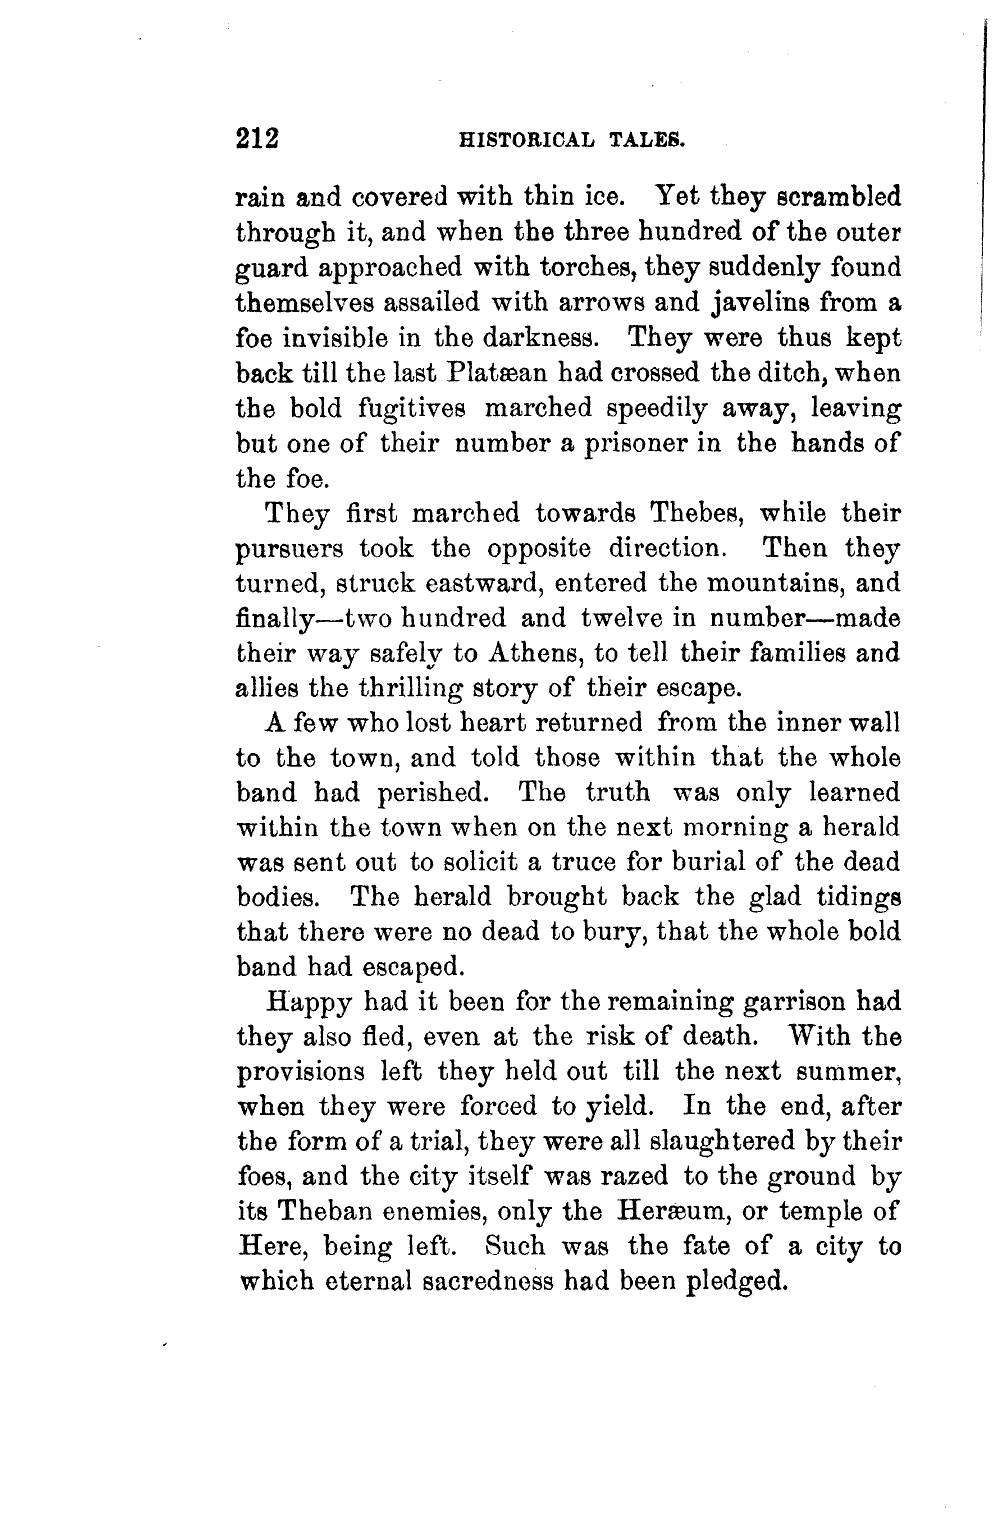 212 HISTORICAL TALES.
rain and covered with thin ice. Yet they scrambled
through it, and when the three hundred of the outer
guard approached with torches, they suddenly found
themselves assailed with arrows and javelins from a
foe invisible in the darkness. They were thus kept
back till the last Platæan had crossed the ditch, when
the bold fugitives marched speedily away, leaving
but one of their number a prisoner in the hands of
the foe.
They first marched towards Thebes, while their
pursuers took the opposite direction. Then they
turned, struck eastward, entered the mountains, and
finally—two hundred and twelve in number—made
their way safely to Athens, to tell their families and
allies the thrilling story of their escape.
A few who lost heart returned from the inner wall
to the town, and told those within that the whole
band had perished. The truth was only learned
within the town when on the next morning a herald
was sent out to solicit a truce for burial of the dead
bodies. The herald brought back the glad tidings
that there were no dead to bury, that the whole bold
band had escaped.
Happy had it been for the remaining garrison had
they also fled, even at the risk of death. With the
provisions left they held out till the next summer,
when they were forced to yield. In the end, after
the form of a trial, they were all slaughtered by their
foes, and the city itself was razed to the ground by
its Theban enemies, only the Heræum, or temple of
Here, being left. Such was the fate of a city to
which eternal sacredness had been pledged.